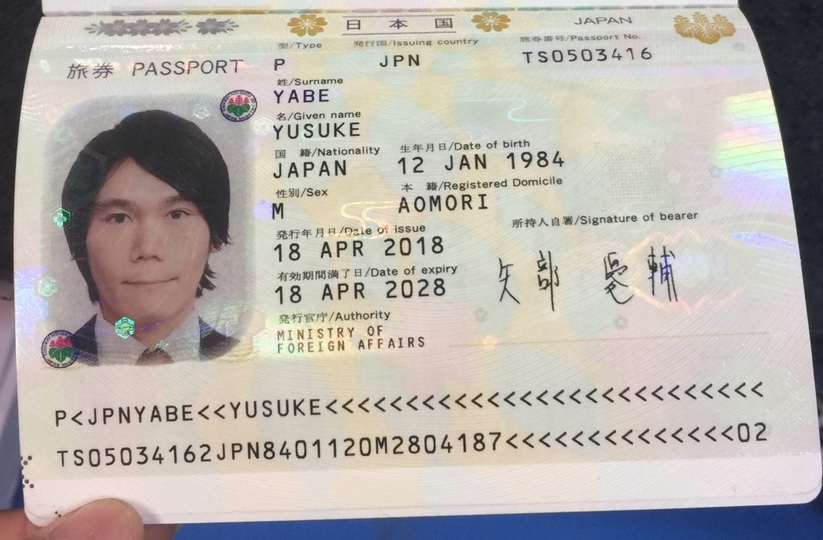 日本国
JAPAN
旅券 PASSPORT
型/Type
発行国/Issuing country
旅券番号/Passport No.
P
JPN
TS0503416
姓/Surname
YABE
名/Given name
YUSUKE
国 籍/Nationality
生年月日/Date of birth
JAPAN
12 JAN 1984
性別/Sex
本 籍/Registered Domicile
M
AOMORI
発行年月日/Date of issue
所持人自署/Signature of bearer
18 APR 2018
有効期間満了日/Date of expiry
18 APR 2028
矢部 輔
発行官庁/Authority
MINISTRY OF
FOREIGN AFFAIRS
P<JPNYABE<<YUSUKE<<<<<<<<<<<<<<<<<<<<<<<<<<<
TS05034162JPN8401120M2804187<<<<<<<<<<<<<<02